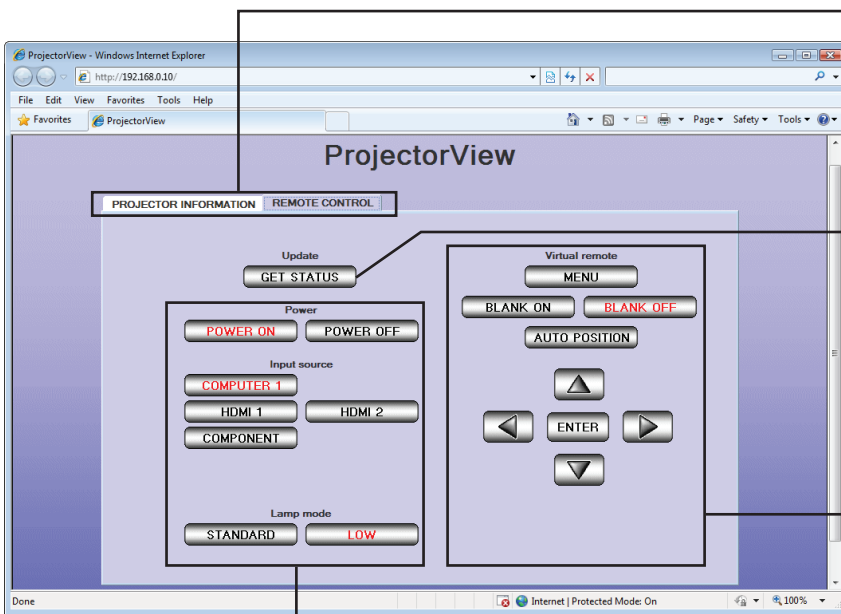 ProjectorView - Windows Internet Explorer
http://192.168.0.10/
File Edit View Favorites Tools Help
Favorites ProjectorView Page Safety Tools
ProjectorView
PROJECTOR INFORMATION REMOTE CONTROL
Update
GET STATUS
Power
POWER ON POWER OFF
Input source
COMPUTER 1
HDMI 1 HDMI 2
COMPONENT
Lamp mode
STANDARD LOW
Virtual remote
MENU
BLANK ON BLANK OFF
AUTO POSITION
ENTER
Done Internet | Protected Mode: On 100%